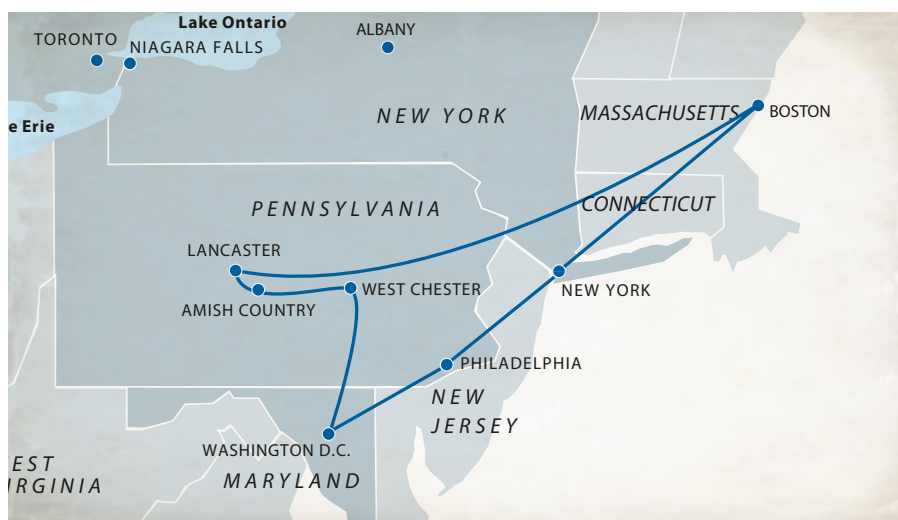 Lake Ontario
ALBANY
TORONTO
NIAGARA FALLS
NEW YORK
MASSACHUSETTS
BOSTON
e Erie
PENNSYLVANIA
CONNECTICUT
LANCASTER
WEST CHESTER
NEW YORK
AMISH COUNTRY
PHILADELPHIA
NEW
JERSEY
WASHINGTON D.C.
MARYLAND
EST
IRGINIA